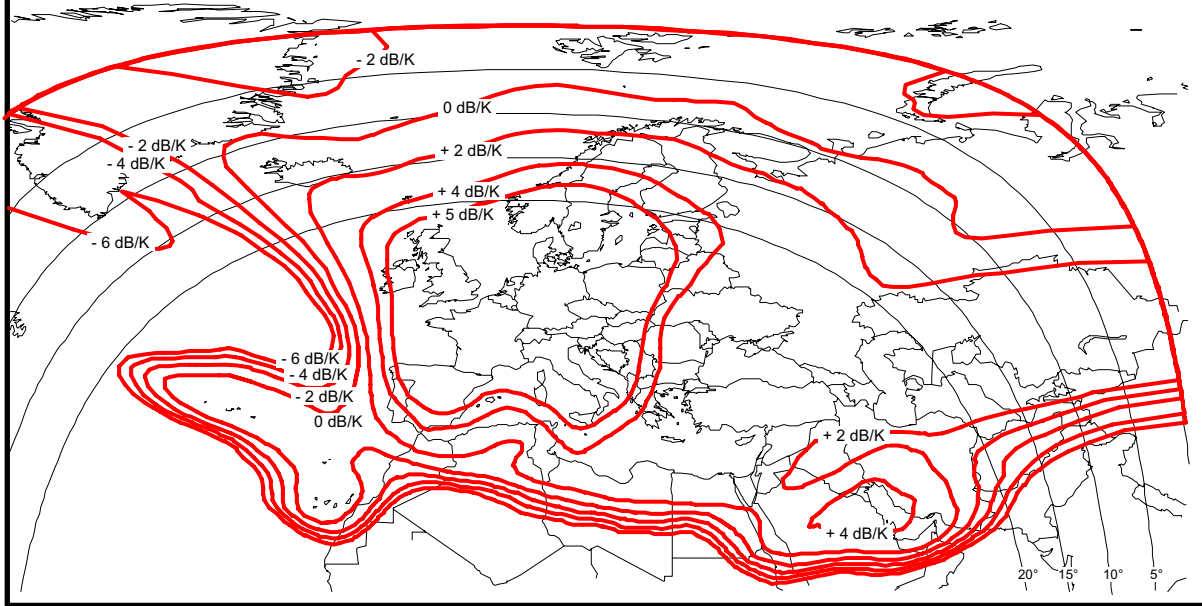 - 2 dB/K
0 dB/K
- 2 dB/K
+ 2 dB/K
- 4 dB/K
+ 4 dB/K
+ 5 dB/K
- 6 dB/K
- 6 dB/K
- 4 dB/K
- 2 dB/K
0 dB/K
+ 2 dB/K
+ 4 dB/K
20° 15° 10° 5°